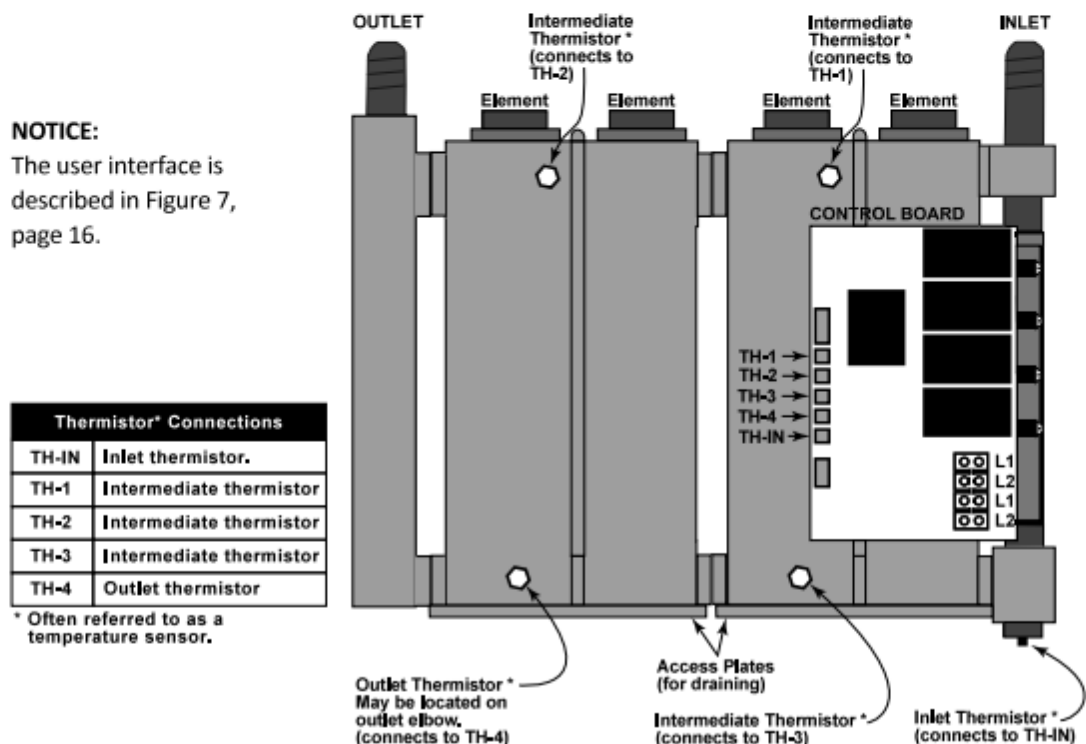 OUTLET
Intermediate
Thermistor *
(connects to
TH-2)
Intermediate
Thermistor *
(connects to
TH-1)
INLET
Element
Element
Element
Element
NOTICE:
The user interface is
described in Figure 7,
page 16.
CONTROL BOARD
TH-1
TH-2
TH-3
TH-4
TH-IN
L1
L2
L1
L2
Thermistor* Connections
TH-IN Inlet thermistor.
TH-1 Intermediate thermistor
TH-2 Intermediate thermistor
TH-3 Intermediate thermistor
TH-4 Outlet thermistor
* Often referred to as a
temperature sensor.
Outlet Thermistor *
May be located on
outlet elbow.
(connects to TH-4)
Access Plates
(for draining)
Intermediate Thermistor *
(connects to TH-3)
Inlet Thermistor *
(connects to TH-IN)